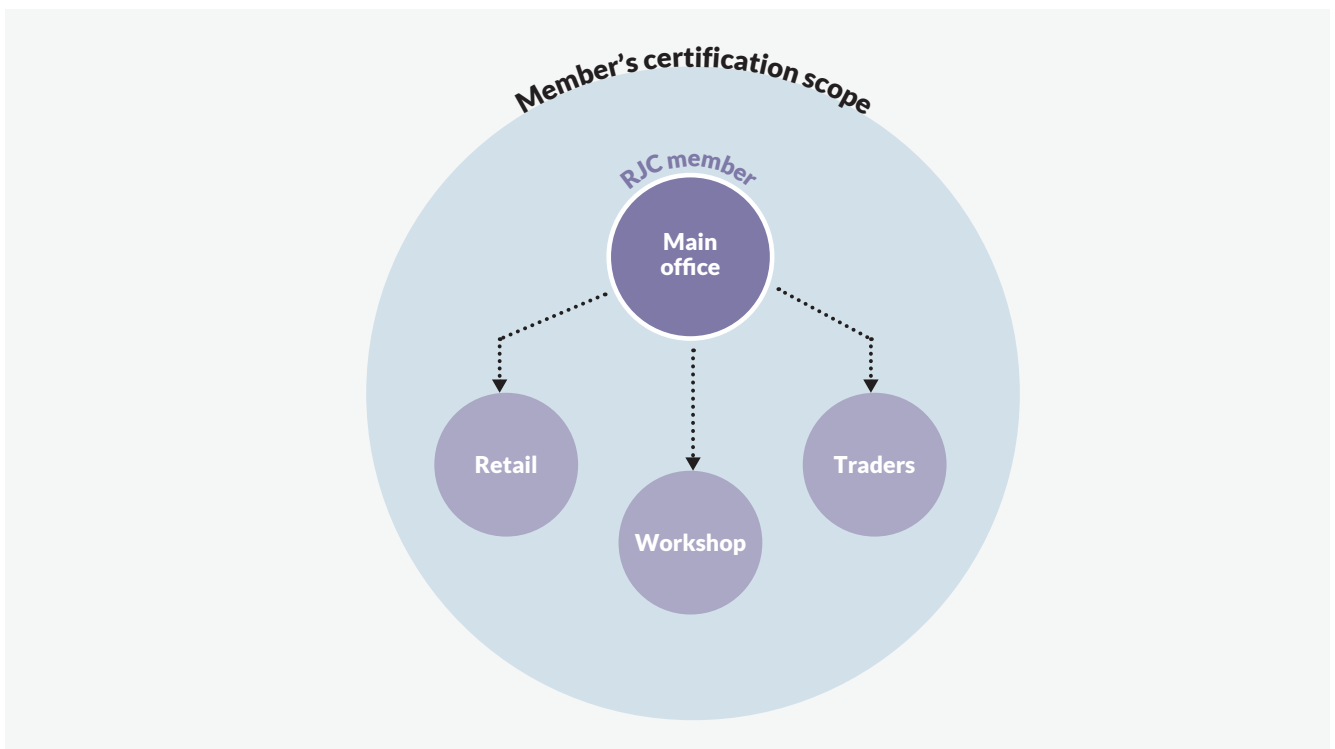 Member’s certification scope
RJC member
Main
office
Retail
Traders
Workshop